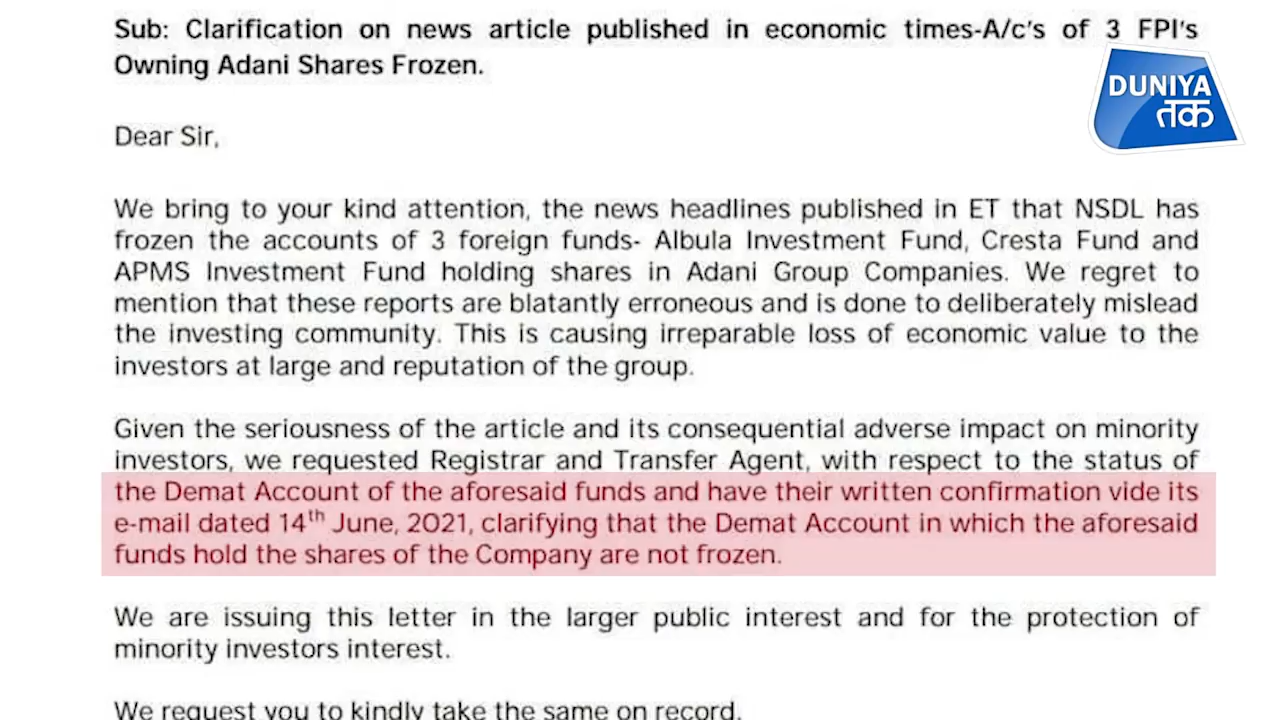 Sub: Clarification on news article published in economic times-A/c's of 3 FPI's
Owning Adani Shares Frozen.
DUNIYA
तक
Dear Sir,
We bring to your kind attention, the news headlines published in ET that NSDL has
frozen the accounts of 3 foreign funds- Albula Investment Fund, Cresta Fund and
APMS Investment Fund holding shares in Adani Group Companies. We regret to
mention that these reports are blatantly erroneous and is done to deliberately mislead
the investing community. This is causing irreparable loss of economic value to the
investors at large and reputation of the group.
Given the seriousness of the article and its consequential adverse impact on minority
investors, we requested Registrar and Transfer Agent, with respect to the status of
the Demat Account of the aforesaid funds and have their written confirmation vide its
e-mail dated 14th June, 2021, clarifying that the Demat Account in which the aforesaid
funds hold the shares of the Company are not frozen.
We are issuing this letter in the larger public interest and for the protection of
minority investors interest.
We request you to kindly take the same on record.